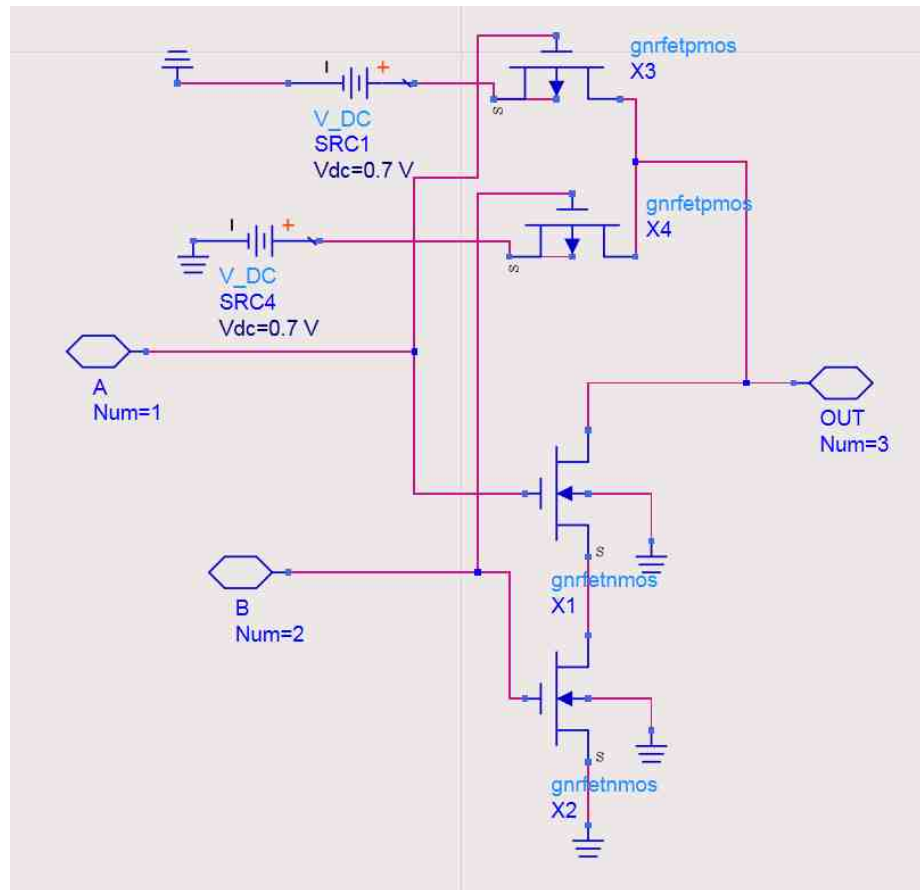 gnrfetpmos
X3
S
V_DC
SRC1
Vdc=0.7 V
gnrfetpmos
X4
S
V_DC
SRC4
Vdc=0.7 V
A
Num=1
OUT
Num=3
S
gnrfetnmos
X1
B
Num=2
S
gnrfetnmos
X2